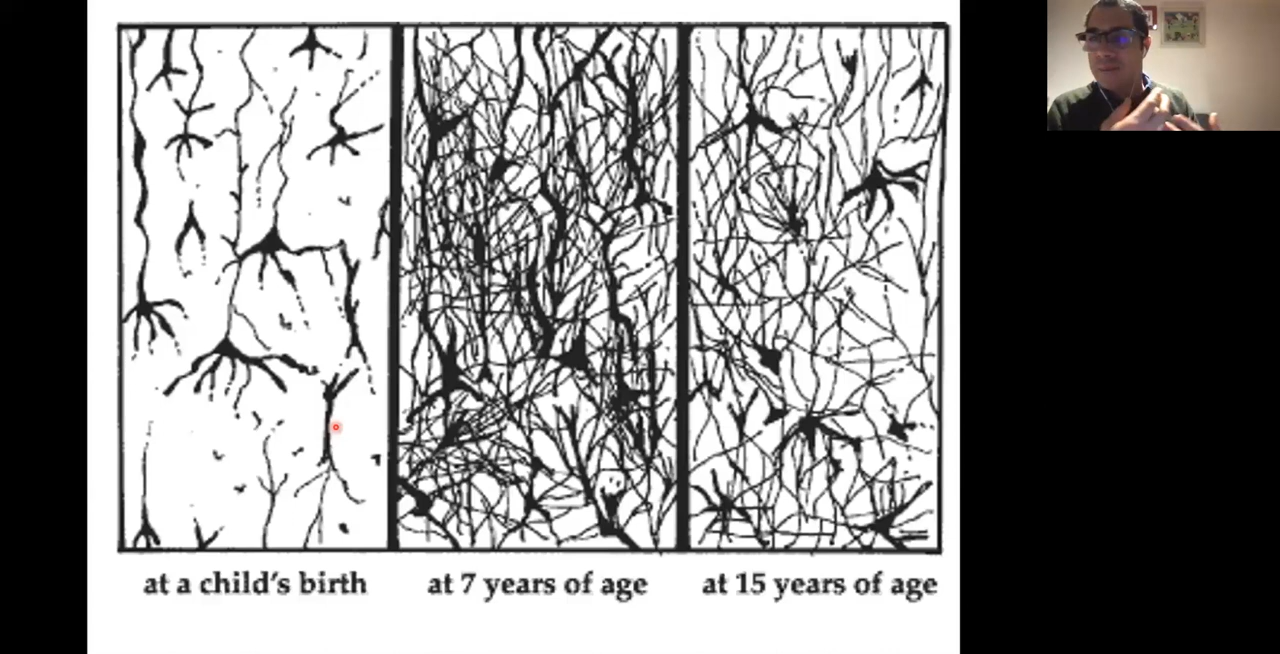 at a child's birth
at 7 years of age
at 15 years of age